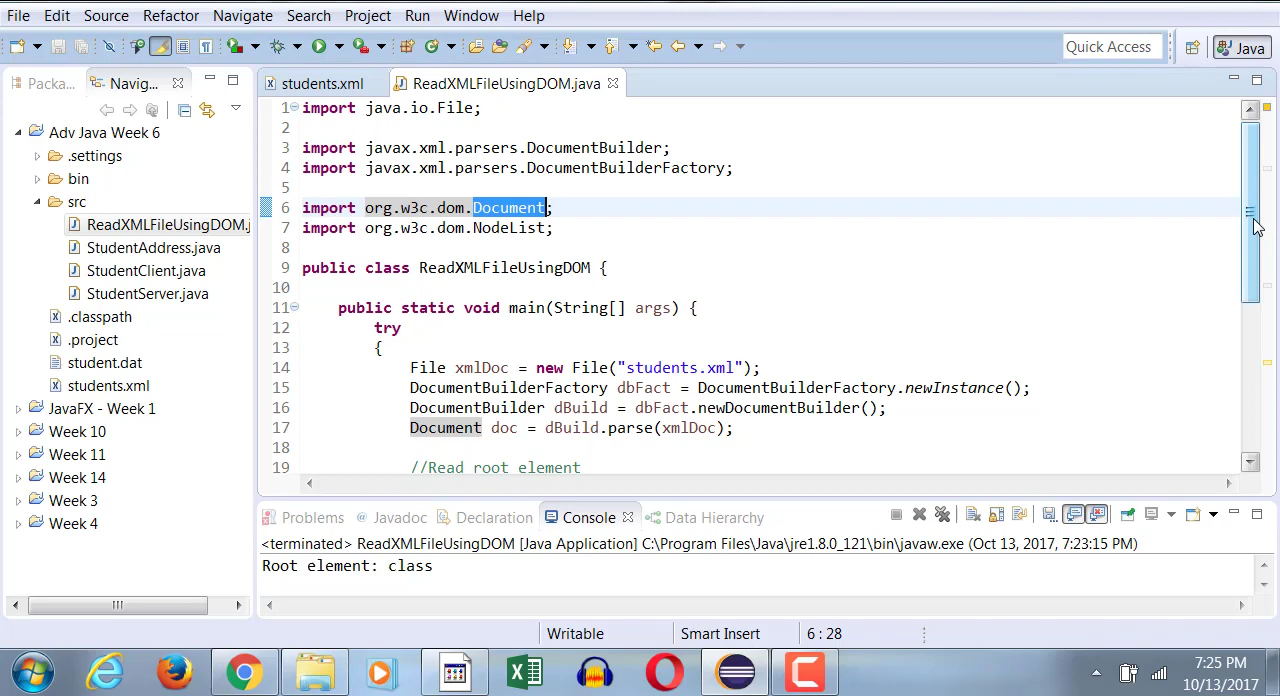 File Edit Source Refactor Navigate Search Project Run Window Help
Quick Access Java
Packa... Navig... students.xml ReadXMLFileUsingDOM.java
Adv Java Week 6
.settings
bin
src
ReadXMLFileUsingDOM.j
StudentAddress.java
StudentClient.java
StudentServer.java
.classpath
.project
student.dat
students.xml
JavaFX - Week 1
Week 10
Week 11
Week 14
Week 3
Week 4
1 import java.io.File;
2
3 import javax.xml.parsers.DocumentBuilder;
4 import javax.xml.parsers.DocumentBuilderFactory;
5
6 import org.w3c.dom.Document;
7 import org.w3c.dom.NodeList;
8
9 public class ReadXMLFileUsingDOM {
10
11 public static void main(String[] args) {
12 try
13 {
14 File xmlDoc = new File("students.xml");
15 DocumentBuilderFactory dbFact = DocumentBuilderFactory.newInstance();
16 DocumentBuilder dBuild = dbFact.newDocumentBuilder();
17 Document doc = dBuild.parse(xmlDoc);
18
19 //Read root element
Problems @ Javadoc Declaration Console Data Hierarchy
<terminated> ReadXMLFileUsingDOM [Java Application] C:\Program Files\Java\jre1.8.0_121\bin\javaw.exe (Oct 13, 2017, 7:23:15 PM)
Root element: class
Writable Smart Insert 6 : 28
7:25 PM
10/13/2017